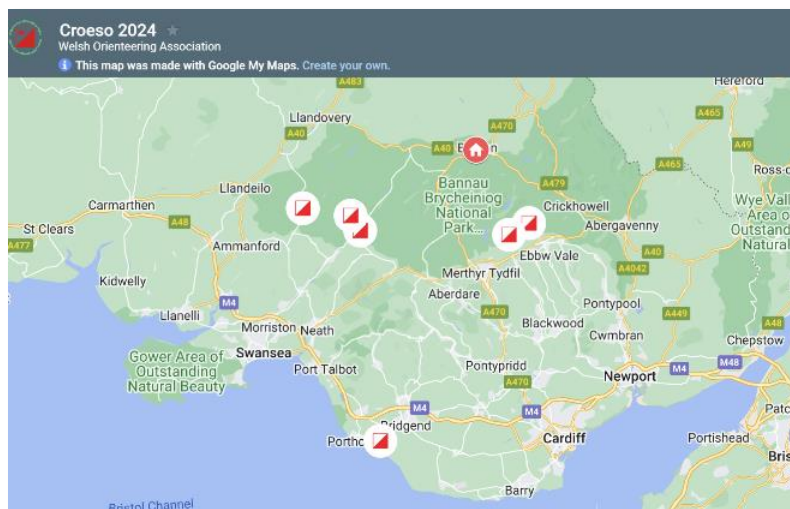 Croeso 2024
Welsh Orienteering Association
This map was made with Google My Maps. Create your own.
A483
Hereford
Llandovery
A465
A40
A470
A40
A49
Ross-o
Llandeilo
A479
A465
Carmarthen
Bannau
Brycheiniog
National
Park...
Crickhowell
Wye Vall
Area o
Outstand
Natural
St Clears
A48
Abergavenny
A477
Ammanford
A40
Ebbw Vale
A4042
Merthyr Tydfil
Kidwelly
Aberdare
M4
A470
Pontypool
A449
Llanelli
Blackwood
Morriston
Neath
Cwmbran
A48
Chepstow
Swansea
Gower Area of
Outstanding
Natural Beauty
Port Talbot
Pontypridd
M48
M4
Newport
A470
M4
M4
Patc
Porthc
Bridgend
Cardiff
Portishead
Bris
Barry
Bristol Channel